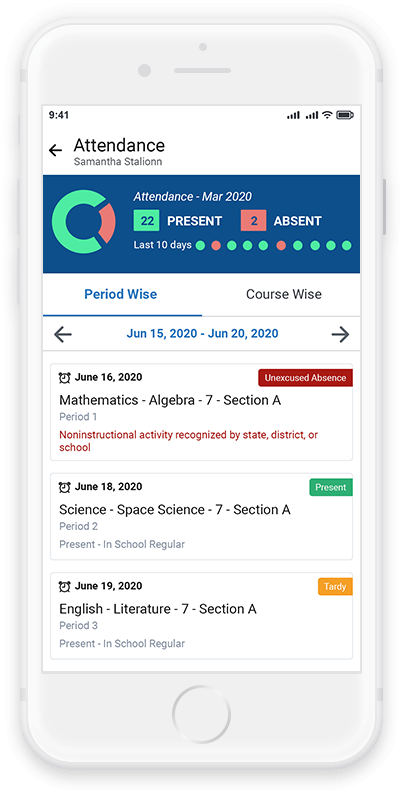 9:41
Attendance
Samantha Stalionn
Attendance - Mar 2020
22 PRESENT 2 ABSENT
Last 10 days
Period Wise Course Wise
Jun 15, 2020 - Jun 20, 2020
June 16, 2020 Unexcused Absence
Mathematics - Algebra - 7 - Section A
Period 1
Noninstructional activity recognized by state, district, or
school
June 18, 2020 Present
Science - Space Science - 7 - Section A
Period 2
Present - In School Regular
June 19, 2020 Tardy
English - Literature - 7 - Section A
Period 3
Present - In School Regular